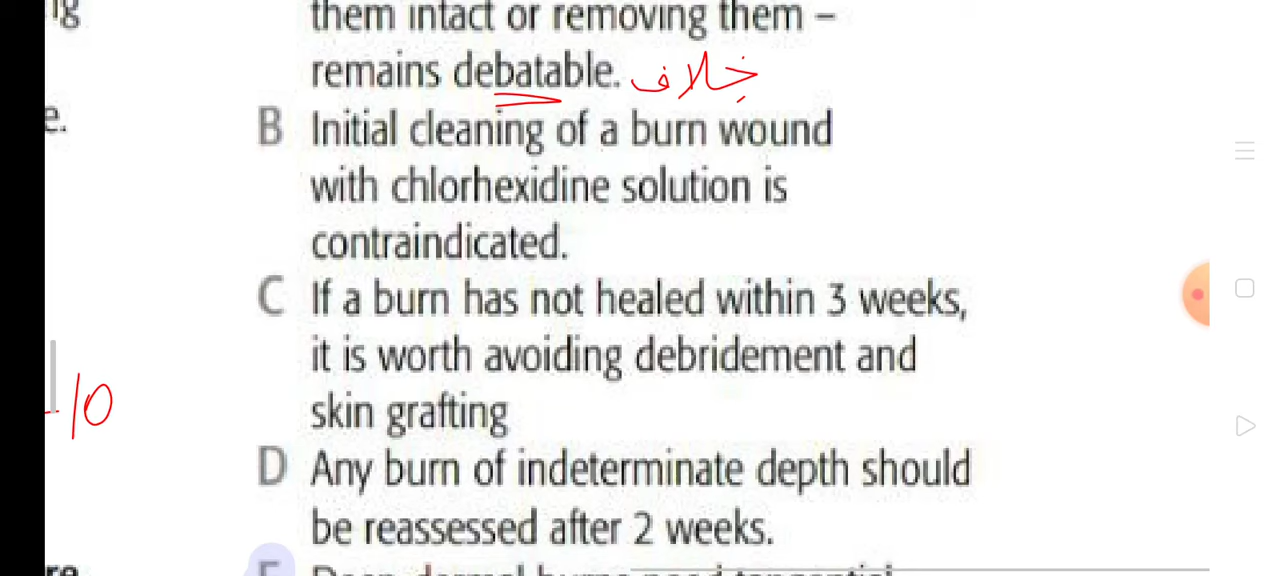 them intact or removing them –
remains debatable. خلاف
B Initial cleaning of a burn wound
with chlorhexidine solution is
contraindicated.
C If a burn has not healed within 3 weeks,
it is worth avoiding debridement and
10
skin grafting
D Any burn of indeterminate depth should
be reassessed after 2 weeks.